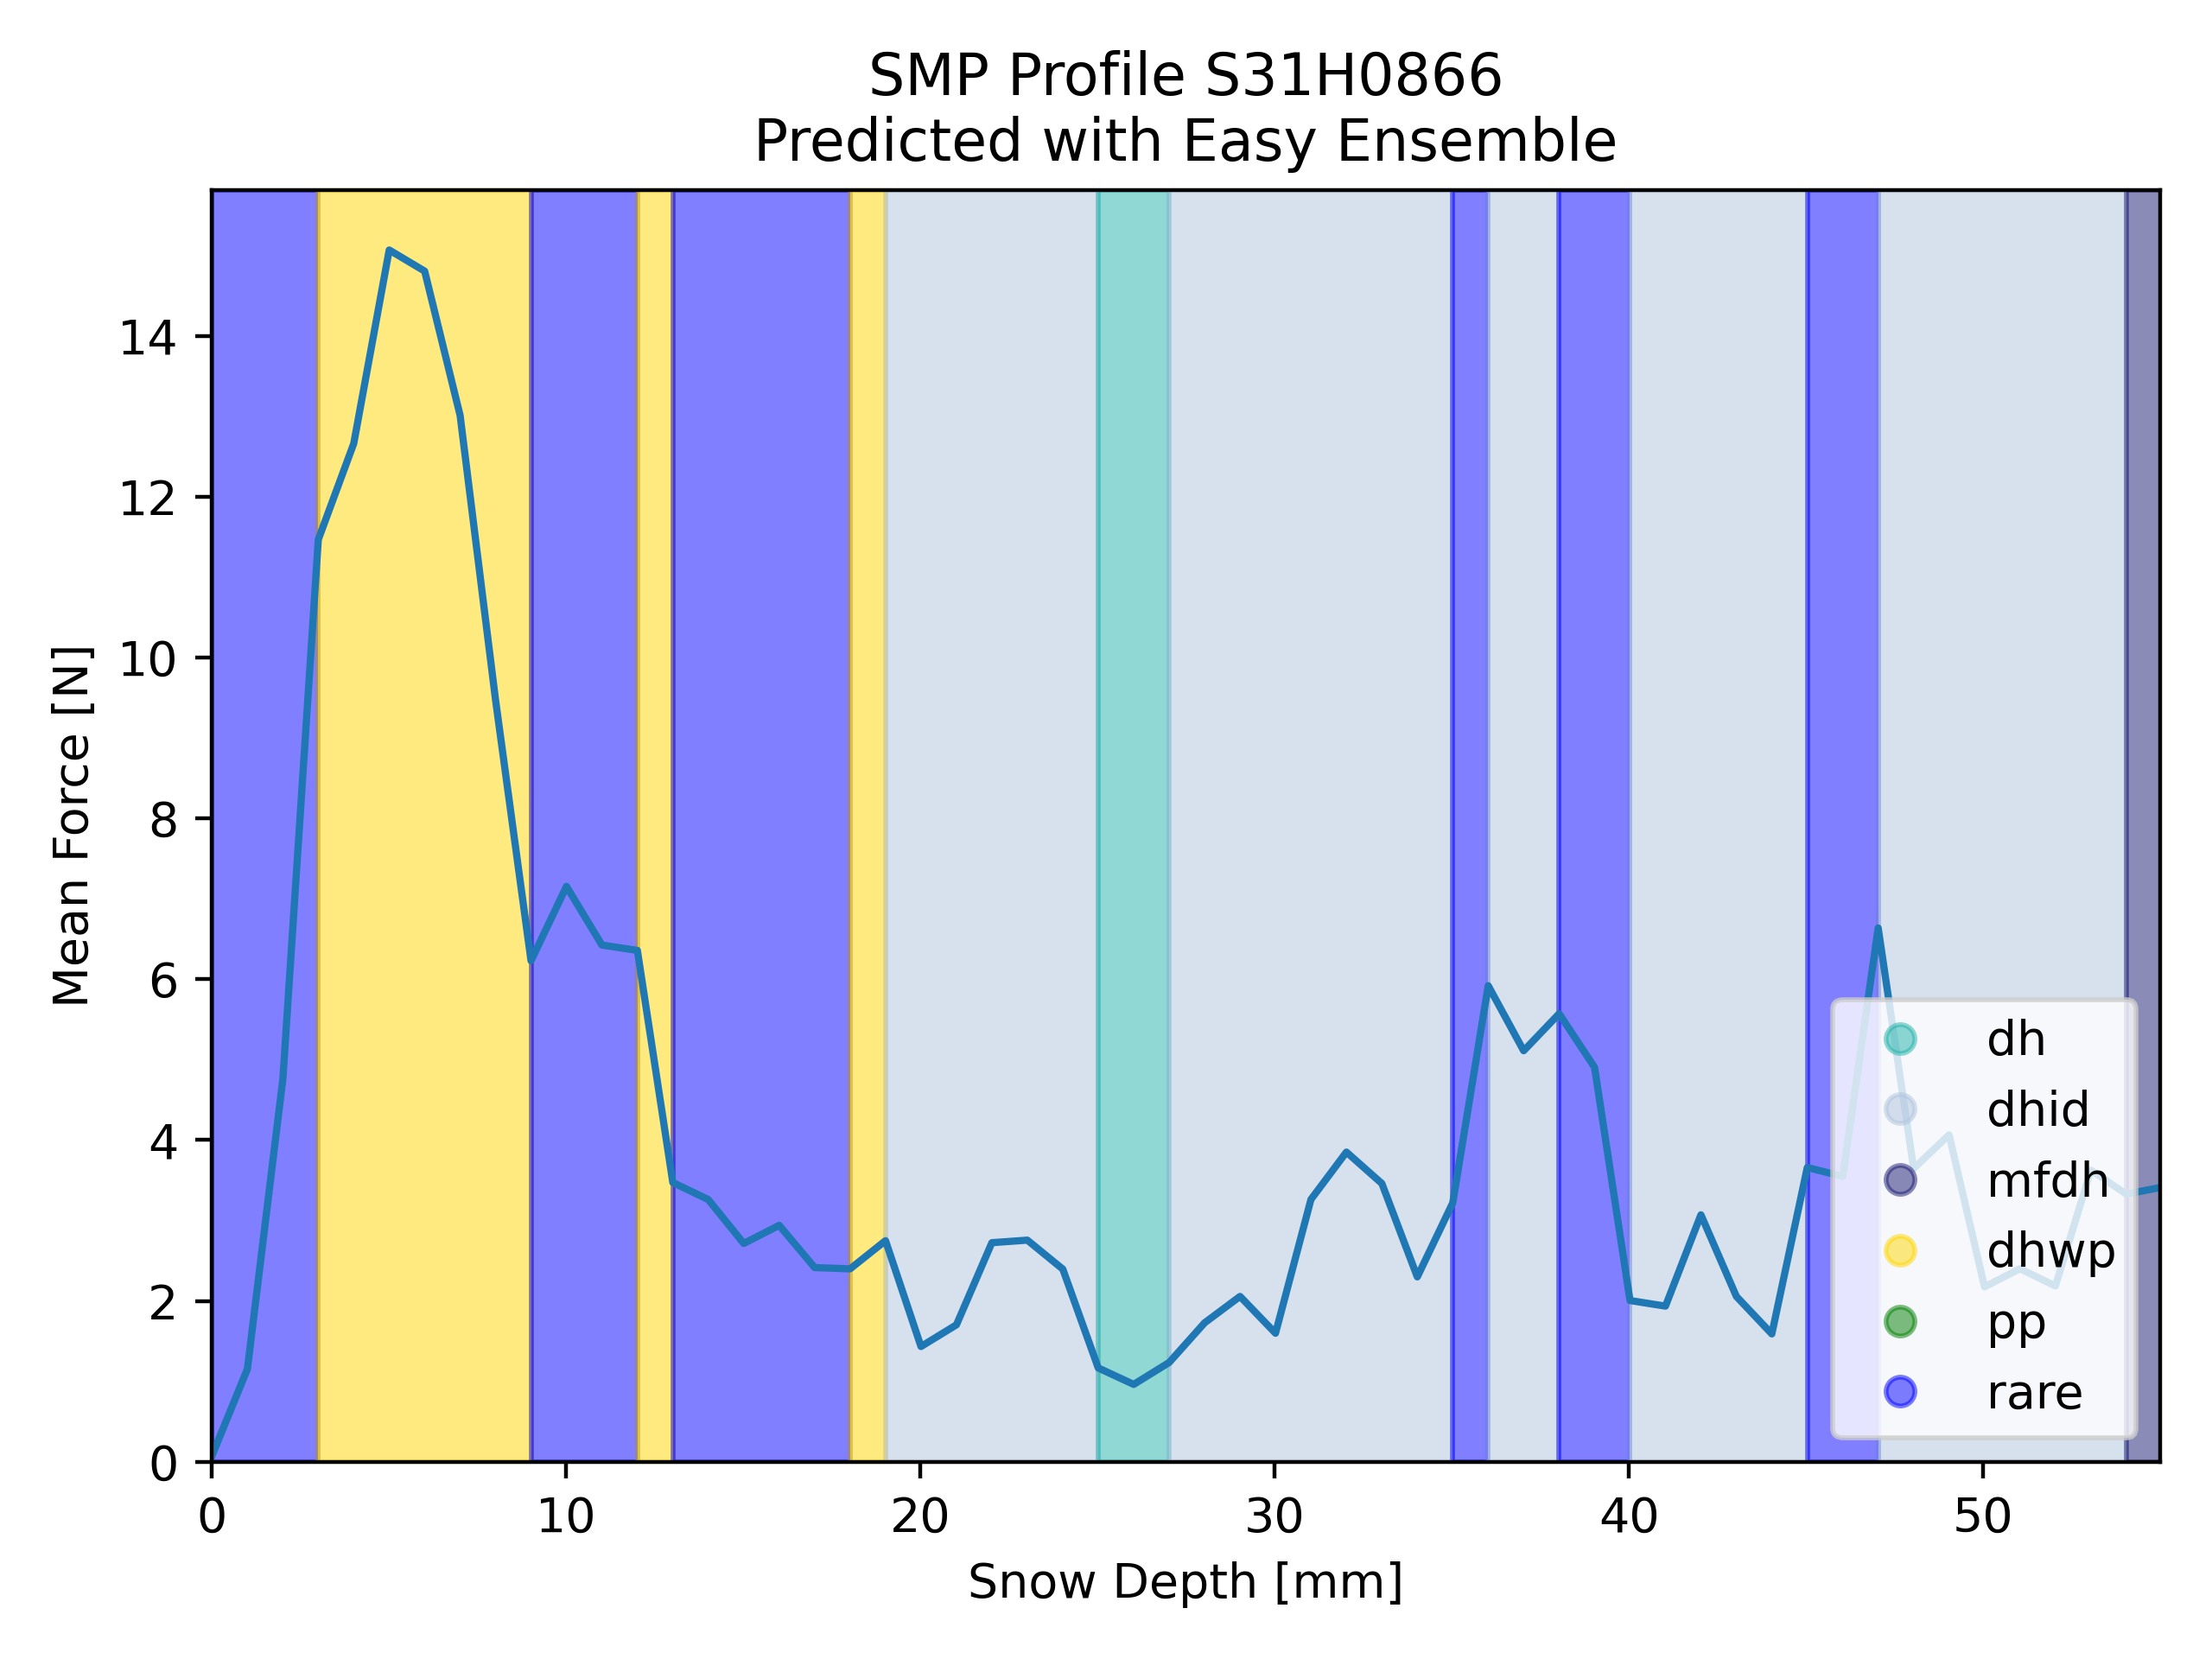 SMP Profile S31H0866
Predicted with Easy Ensemble
Mean Force [N]
14
12
10
8
6
4
2
0
0 10 20 30 40 50
Snow Depth [mm]
dh
dhid
mfdh
dhwp
pp
rare